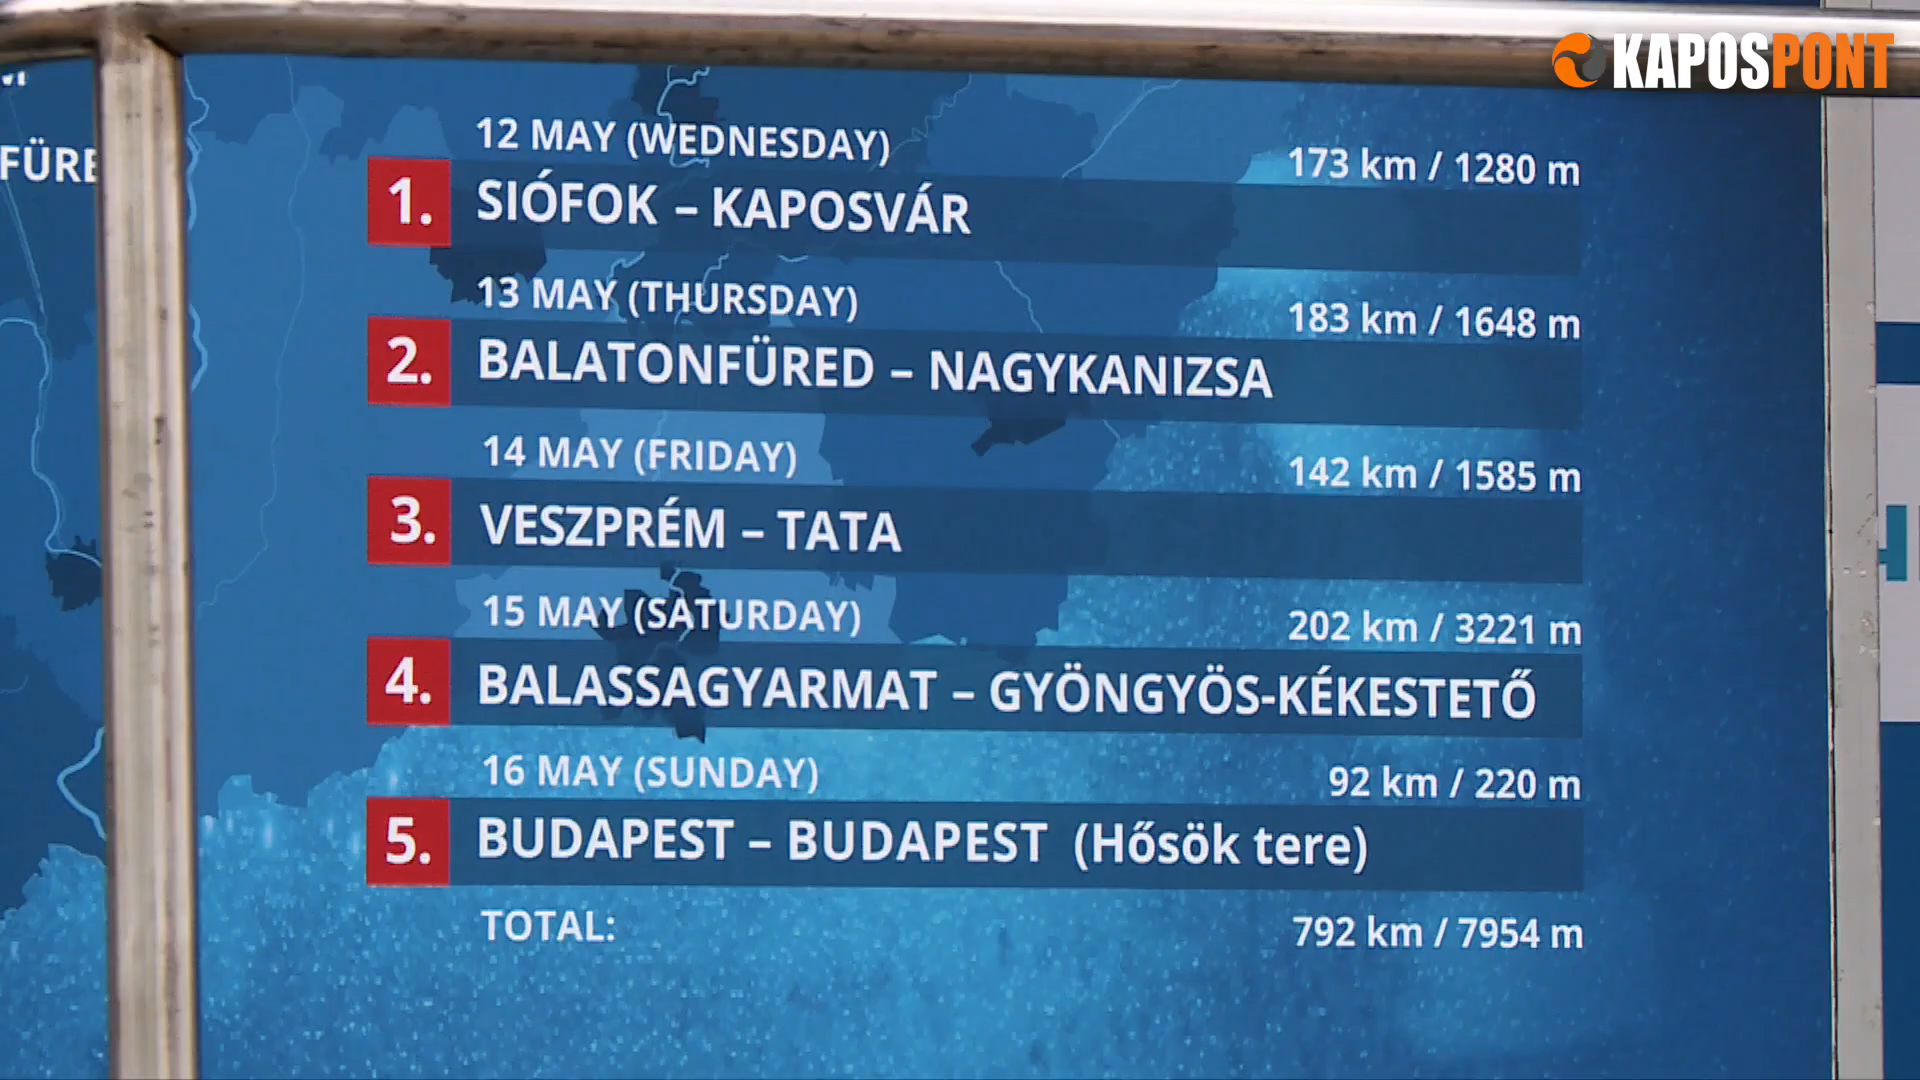 KAPOSPONT
12 MAY (WEDNESDAY)
173 km / 1280 m
1. SIÓFOK – KAPOSVÁR
13 MAY (THURSDAY)
183 km / 1648 m
2. BALATONFÜRED – NAGYKANIZSA
14 MAY (FRIDAY)
142 km / 1585 m
3. VESZPRÉM – TATA
15 MAY (SATURDAY)
202 km / 3221 m
4. BALASSAGYARMAT – GYÖNGYÖS-KÉKESTETŐ
16 MAY (SUNDAY)
92 km / 220 m
5. BUDAPEST – BUDAPEST (Hősök tere)
TOTAL:
792 km / 7954 m